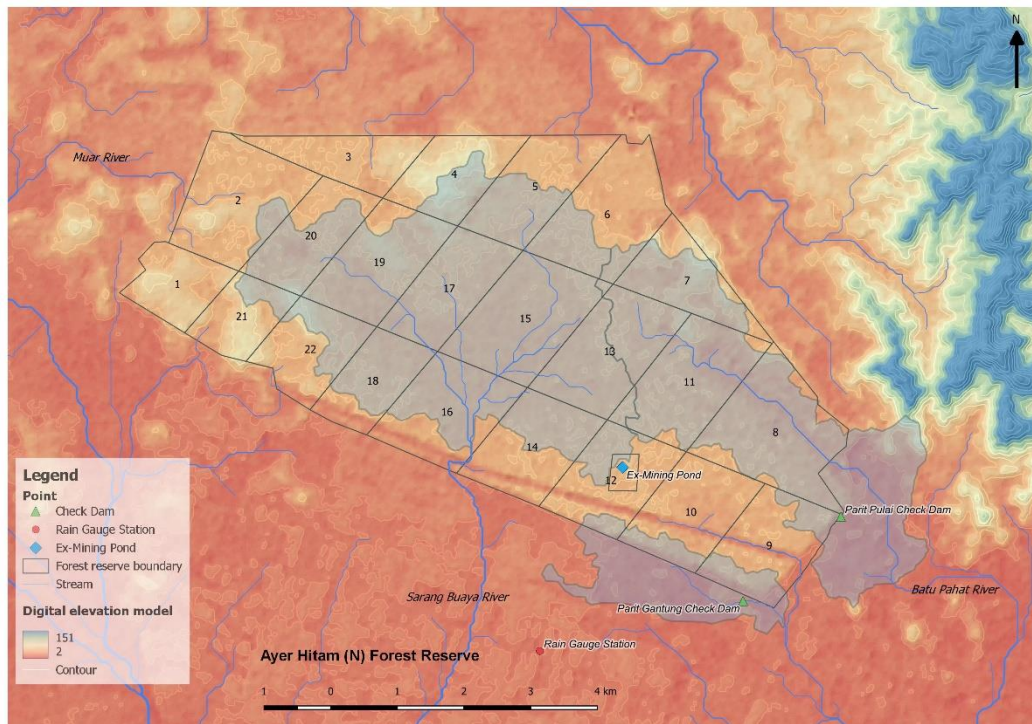 N
3
4
Muar River
5
2
6
20
19
7
1
17
15
21
13
22
11
18
16
8
14
Ex-Mining Pond
12
10
Parit Pulai Check Dam
9
Legend
Point
Check Dam
Rain Gauge Station
Ex-Mining Pond
Forest reserve boundary
Stream
Digital elevation model
151
2
Contour
Sarang Buaya River
Batu Pahat River
Parit Gantung Check Dam
Rain Gauge Station
Ayer Hitam (N) Forest Reserve
1 0 1 2 3 4 km